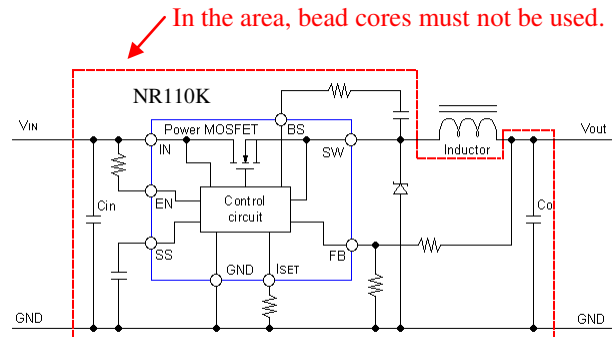 In the area, bead cores must not be used.
NR110K
VIN
Power MOSFET
BS
IN
SW
Inductor
Vout
EN
Cin
Control
circuit
Co
SS
GND
ISET
FB
GND
GND